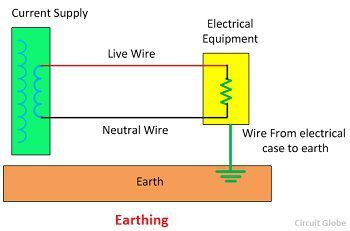 Current Supply
Electrical
Equipment
Live Wire
Neutral Wire
Wire From electrical
case to earth
Earth
Earthing
Circuit Globe